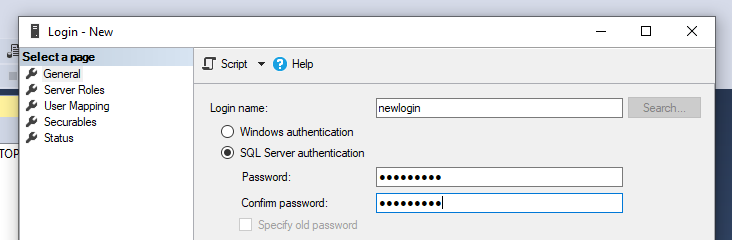 Login - New
Select a page
General
Server Roles
User Mapping
Securables
Status
Script
Help
Login name:
newlogin
Search...
Windows authentication
SQL Server authentication
Password:
●●●●●●●●●
Confirm password:
●●●●●●●●●
Specify old password
TOP